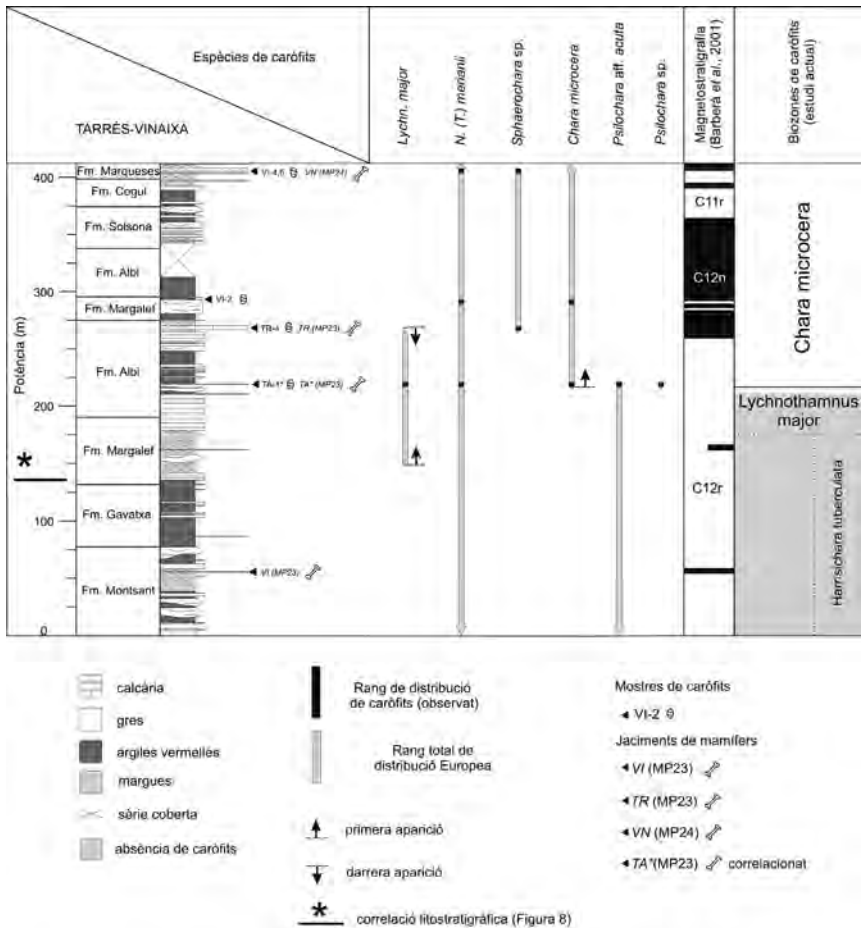 Espècies de caròfits
TARRÉS-VINAIXA
Lychn. major
N. (T.) meriani
Sphaerochara sp.
Chara microcera
Psilochara aff. acuta
Psilochara sp.
Magnetostratigrafia
(Barberà et al., 2001)
Biozones de caròfits
(estudi actual)
Potència (m)
400
300
200
100
0
Fm. Marqueses
Fm. Cogul
Fm. Solsona
Fm. Albi
Fm. Margalef
Fm. Albi
Fm. Margalef
Fm. Gavatxa
Fm. Montsant
VI-4,6 VN (MP24)
VI-2
TR-4 TR (MP23)
TA-1* TA* (MP23)
VI (MP23)
C11r
C12n
C12r
Chara microcera
Lychnothamnus
major
Harrisichara tuberculata
*
calcària
gres
argiles vermelles
margues
sèrie coberta
absència de caròfits
Rang de distribució
de caròfits (observat)
Rang total de
distribució Europea
primera aparició
darrera aparició
* correlació litostratigràfica (Figura 8)
Mostres de caròfits
VI-2
Jaciments de mamífers
VI (MP23)
TR (MP23)
VN (MP24)
TA*(MP23) correlacionat